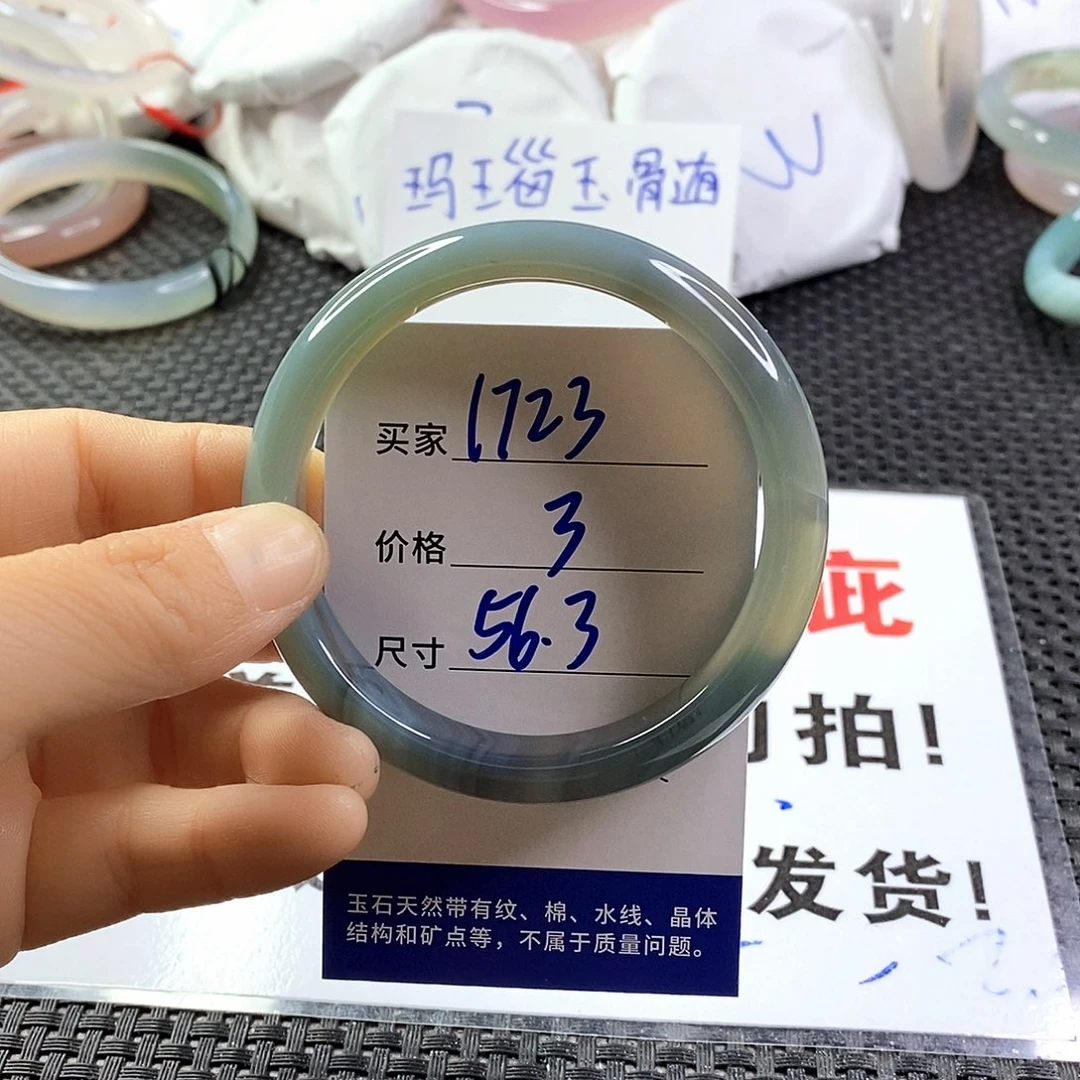 玛瑙玉骨髓
买家 1723
价格 3
尺寸 56.3
疵
拍！
发货！
玉石天然带有纹、棉、水线、晶体
结构和矿点等，不属于质量问题。